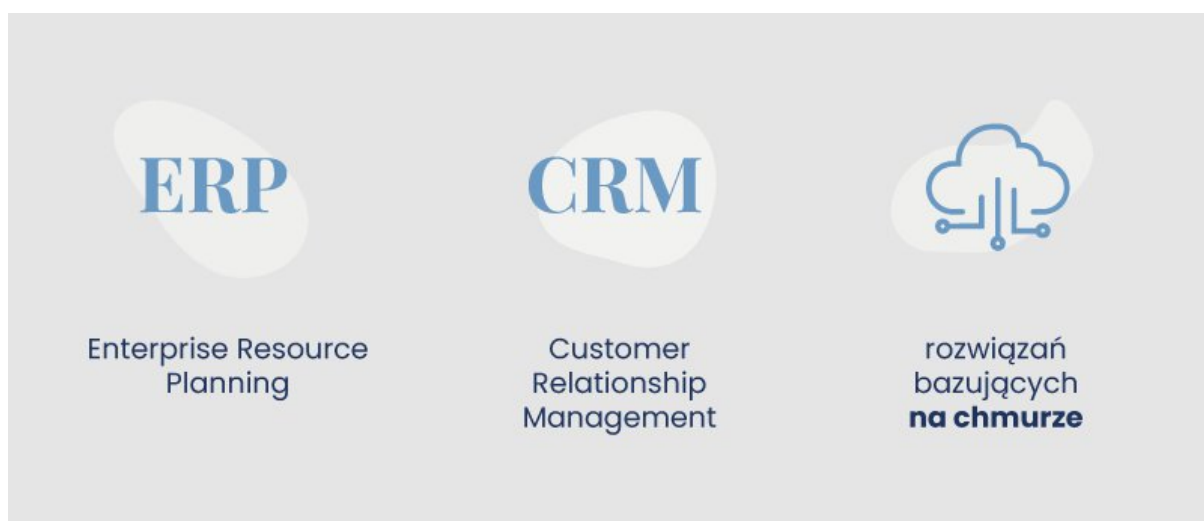 ERP
Enterprise Resource
Planning
CRM
Customer
Relationship
Management
rozwiązań
bazujących
na chmurze